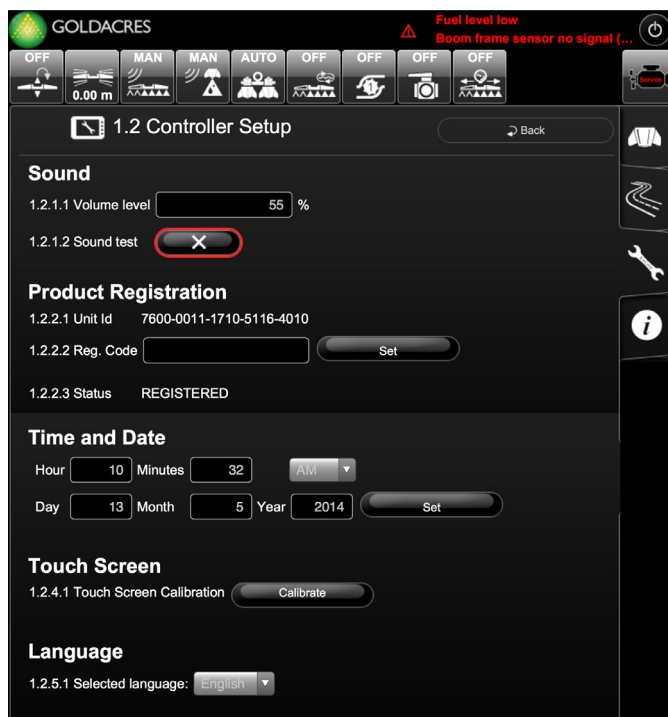 GOLDACRES
Fuel level low
Boom frame sensor no signal (...
OFF MAN MAN AUTO OFF OFF OFF OFF
0.00 m
Service
1.2 Controller Setup
Back
Sound
1.2.1.1 Volume level 55 %
1.2.1.2 Sound test
Product Registration
1.2.2.1 Unit Id 7600-0011-1710-5116-4010
1.2.2.2 Reg. Code Set
1.2.2.3 Status REGISTERED
Time and Date
Hour 10 Minutes 32 AM
Day 13 Month 5 Year 2014 Set
Touch Screen
1.2.4.1 Touch Screen Calibration Calibrate
Language
1.2.5.1 Selected language: English